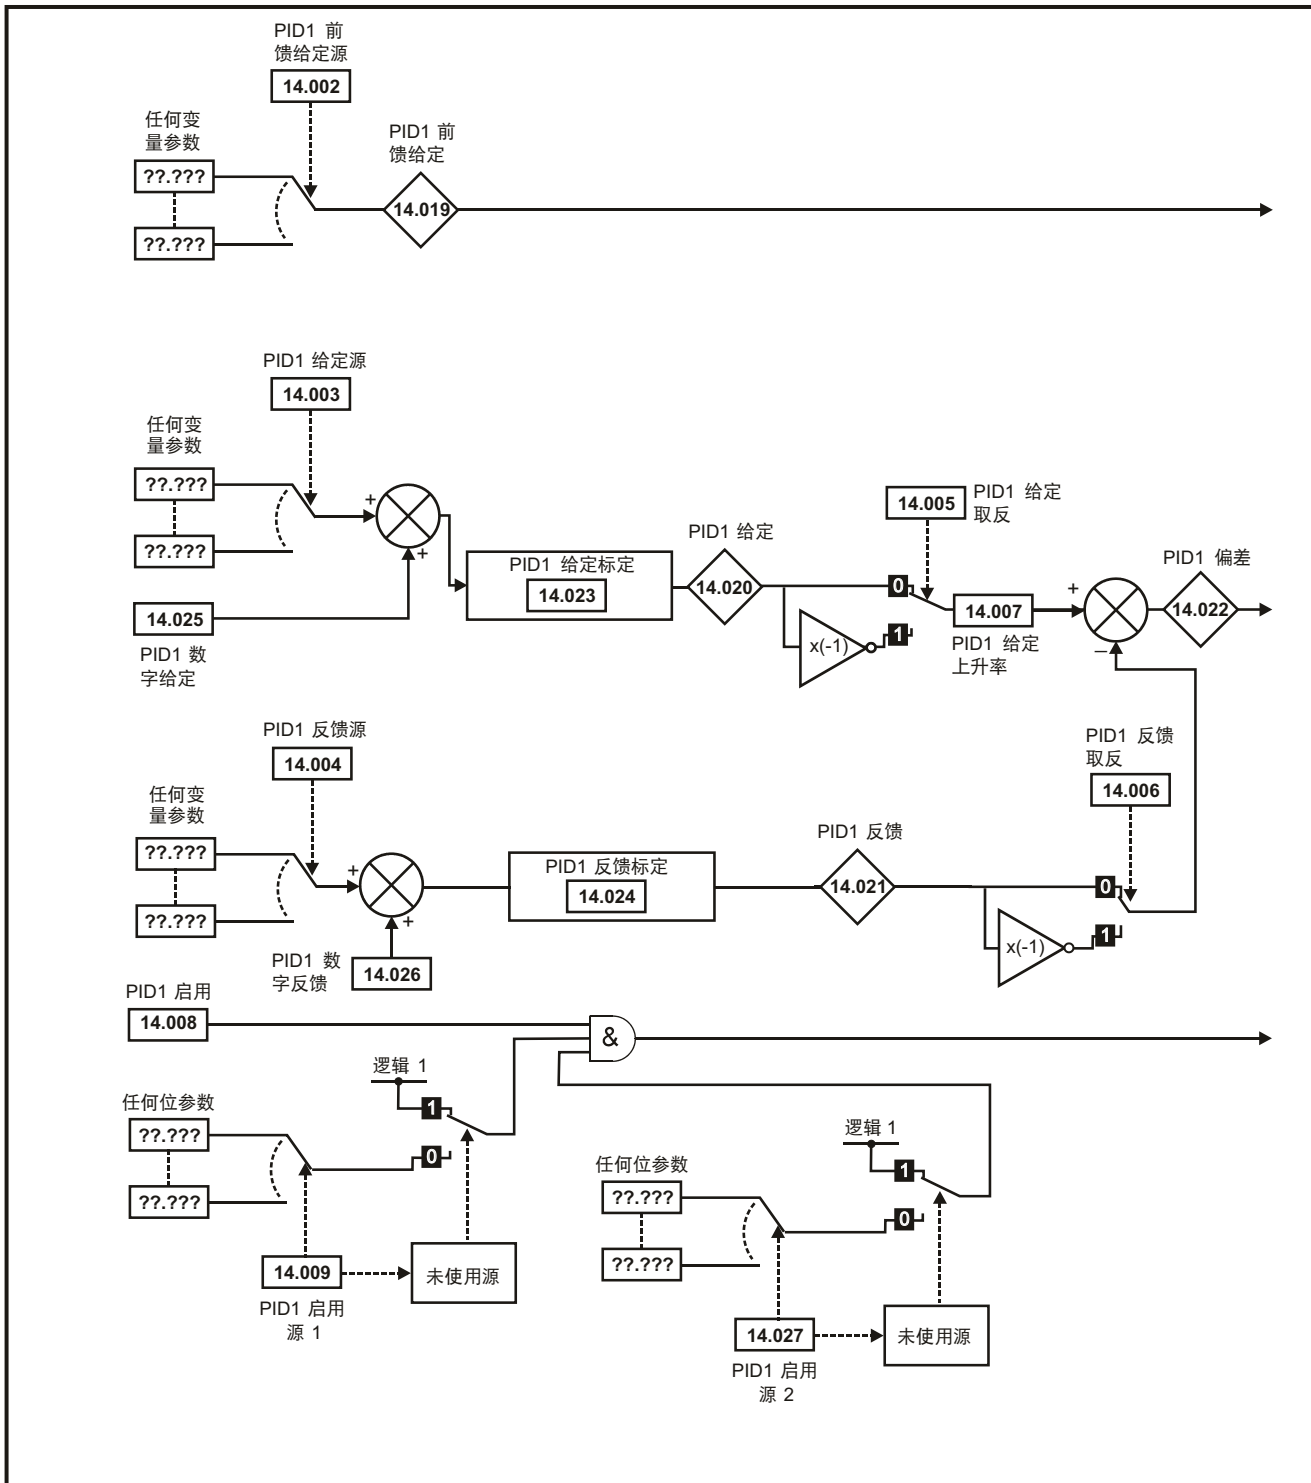 PID1 前
馈给定源
14.002
任何变
量参数
PID1 前
馈给定
??.???
14.019
??.???
PID1 给定源
14.003
任何变
量参数
??.???
??.???
+
+
14.025
PID1 数
字给定
PID1 给定标定
14.023
PID1 给定
14.020
14.005
PID1 给定
取反
0
1
x(-1)
14.007
PID1 给定
上升率
+
–
PID1 偏差
14.022
PID1 反馈源
14.004
任何变
量参数
??.???
??.???
+
+
PID1 数
字反馈
14.026
PID1 反馈标定
14.024
PID1 反馈
14.021
PID1 反馈
取反
14.006
0
1
x(-1)
PID1 启用
14.008
&
逻辑 1
任何位参数
??.???
??.???
1
0
14.009
未使用源
PID1 启用
源 1
逻辑 1
任何位参数
??.???
??.???
1
0
14.027
未使用源
PID1 启用
源 2